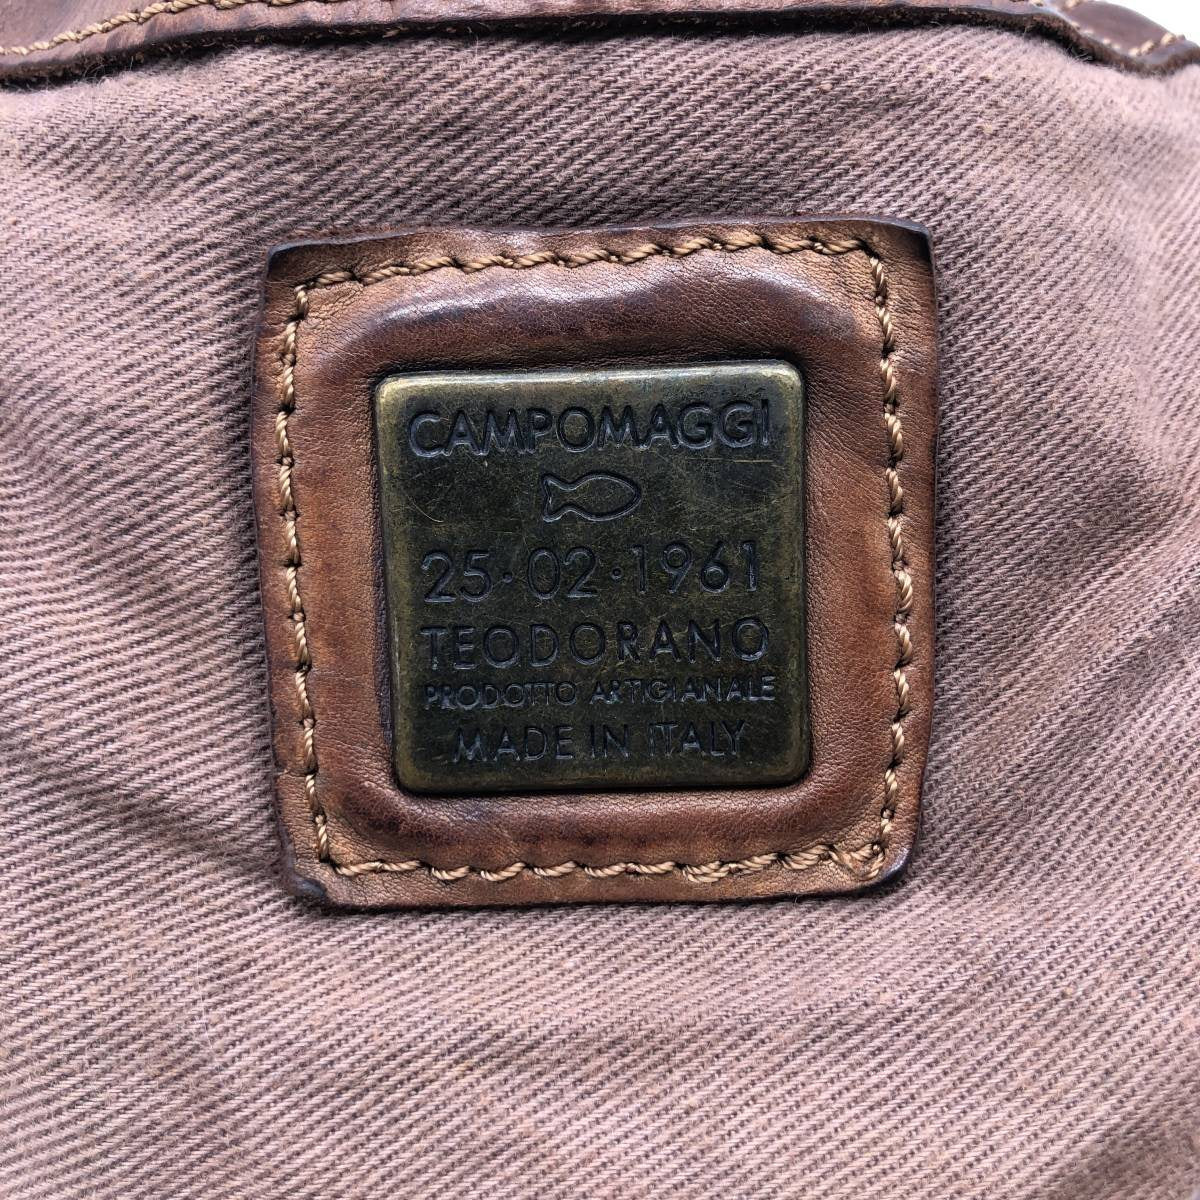 CAMPOMAGGI
25·02·1961
TEODORANO
PRODOTTO ARTIGIANALE
MADE IN ITALY